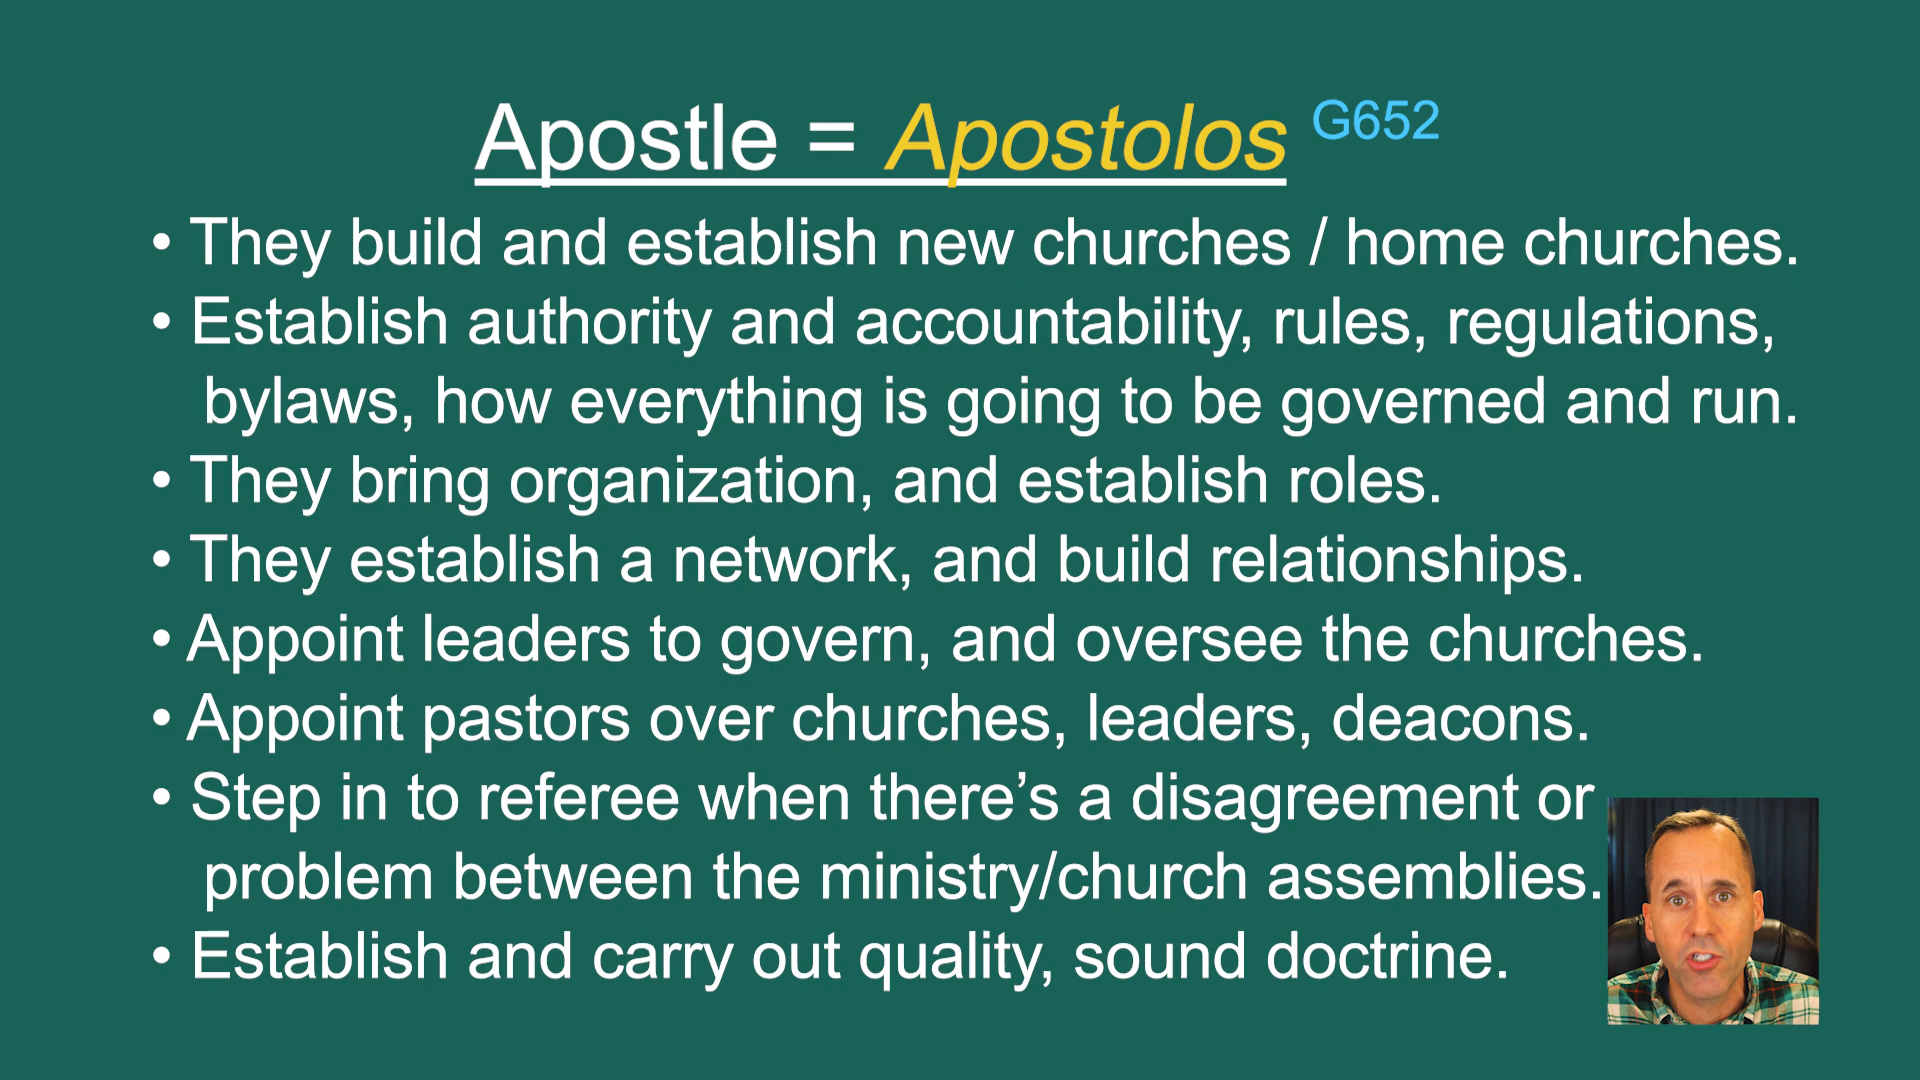 Apostle = Apostolos G652
• They build and establish new churches / home churches.
• Establish authority and accountability, rules, regulations,
bylaws, how everything is going to be governed and run.
• They bring organization, and establish roles.
• They establish a network, and build relationships.
• Appoint leaders to govern, and oversee the churches.
• Appoint pastors over churches, leaders, deacons.
• Step in to referee when there’s a disagreement or
problem between the ministry/church assemblies.
• Establish and carry out quality, sound doctrine.